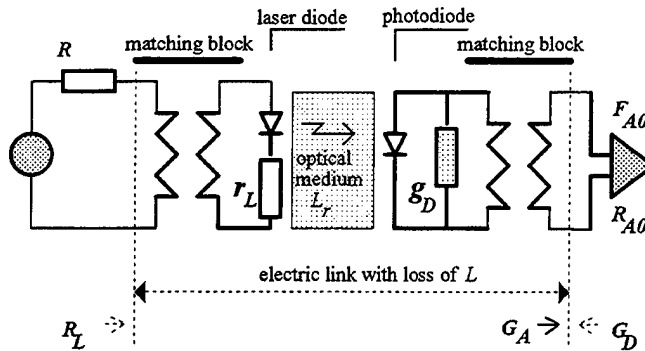 laser diode
photodiode
R
matching block
matching block
F_A0
optical
medium
r_L
L_r
g_D
R_A0
electric link with loss of L
R_L
G_A
G_D